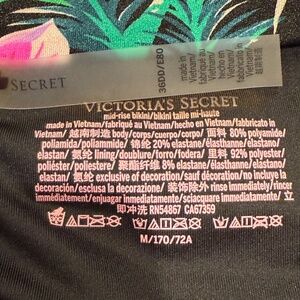 SECRET
3GDD/E80
made in
Vietnam/
VICTORIA'S SECRET
mid-rise bikini/bikini taille mi-haute
made in Vietnam/fabriqué au Vietnam/fabbricato in
Vietnam/ 越南制造 body/corps/cuerpo/corpo/ 面料 80% polyamide/
poliamida/poliammide/ 锦纶 20% elastane/élasthanne/elastano/
elastan/ 氨纶 lining/doublure/forro/fodera/ 里料 92% polyester/
poliéster/poliestere/ 聚酯纤维 8% elastane/élasthanne/elastano/
elastan/ 氨纶 exclusive of decoration/sauf décoration/no incluye la
decoración/esclusa la decorazione/ 装饰除外 rinse immediately/rincer
immédiatement/enjuagar inmediatamente/sciacquare immediatamente/ 立
即冲洗 RN54867 CA67359
M/170/72A